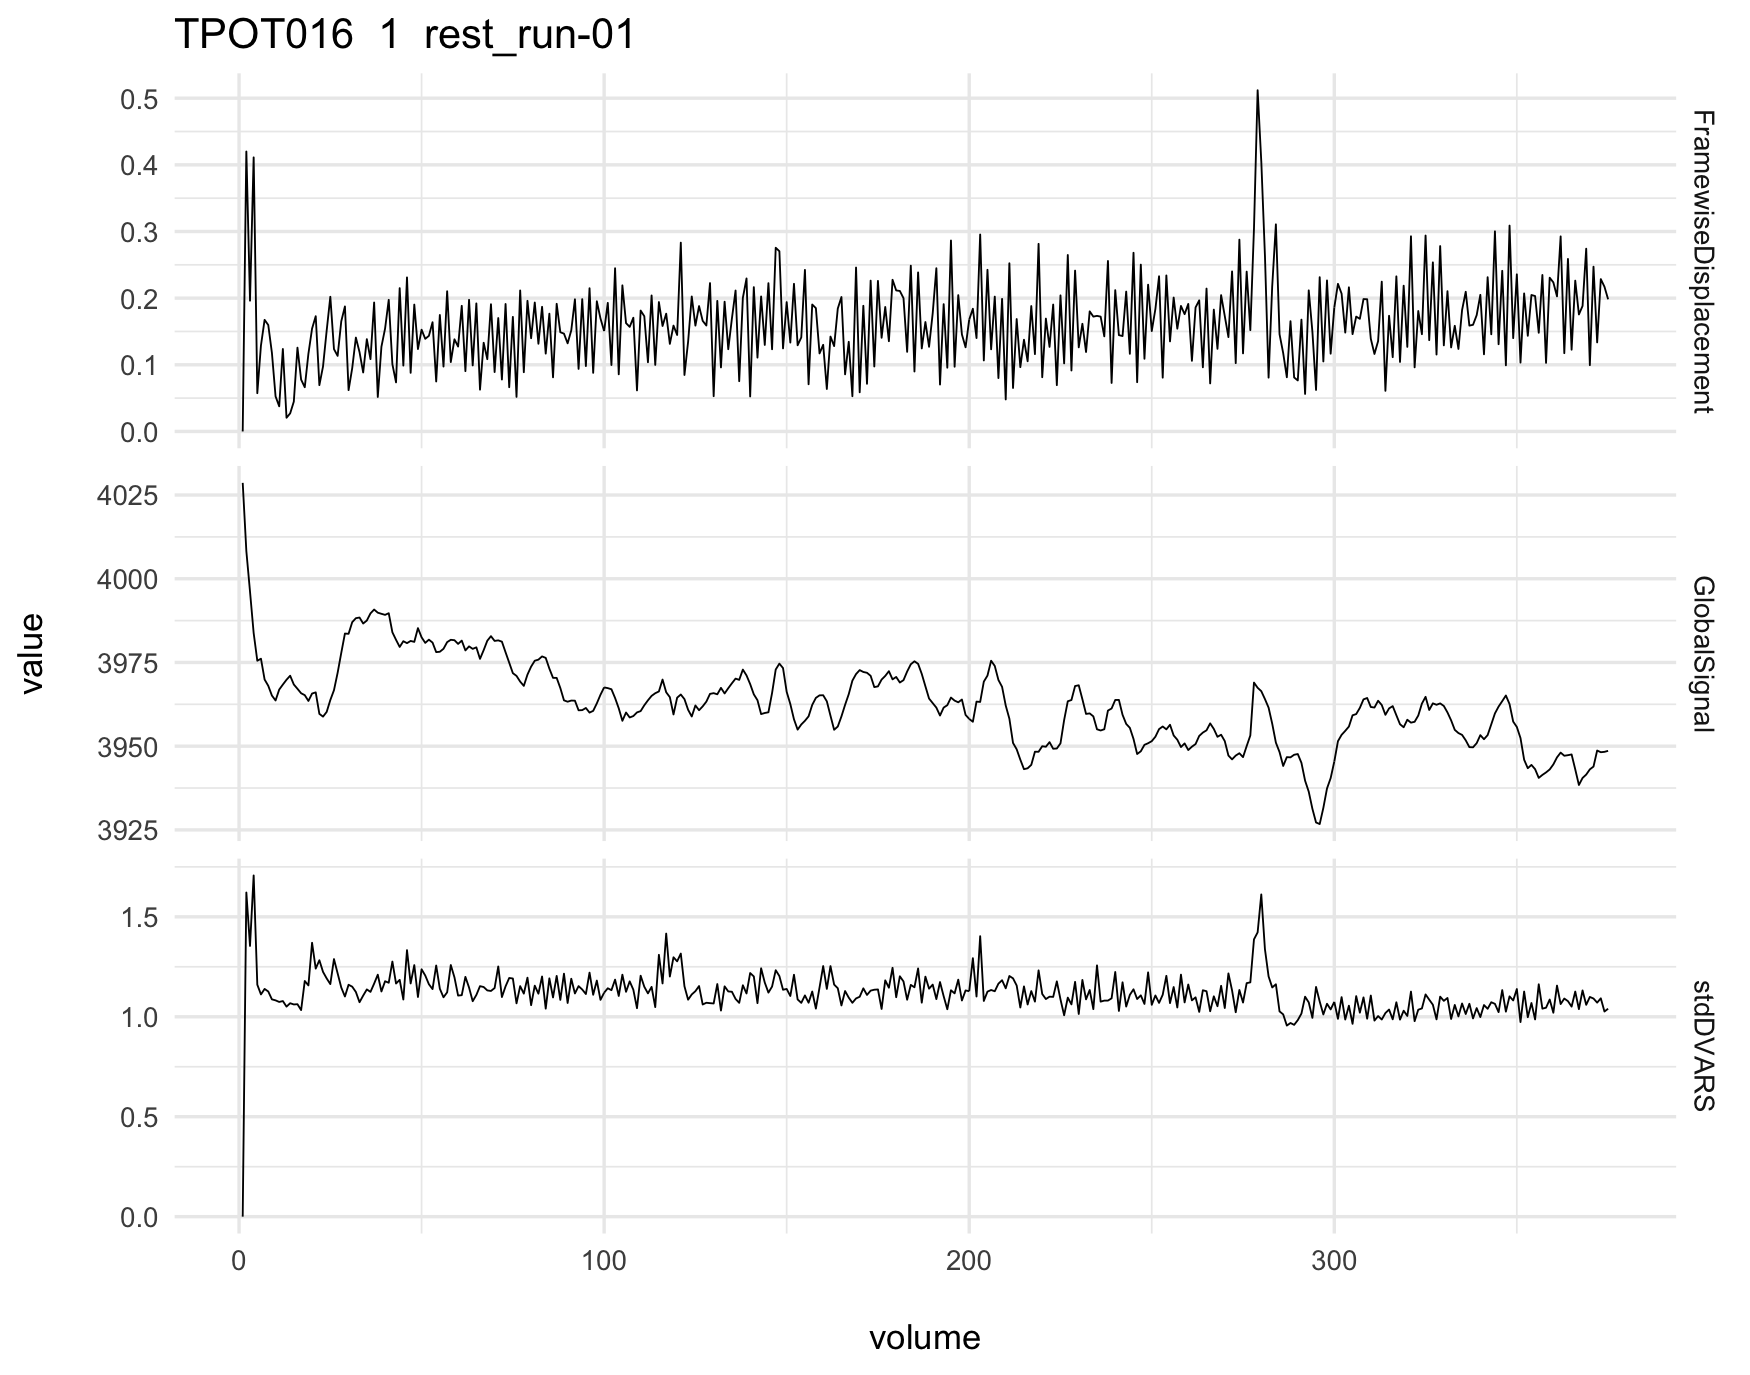 TPOT016 1 rest_run-01
0.5
0.4
0.3
0.2
0.1
0.0
FramewiseDisplacement
4025
4000
3975
3950
3925
GlobalSignal
value
1.5
1.0
0.5
0.0
stdDVARS
0 100 200 300
volume